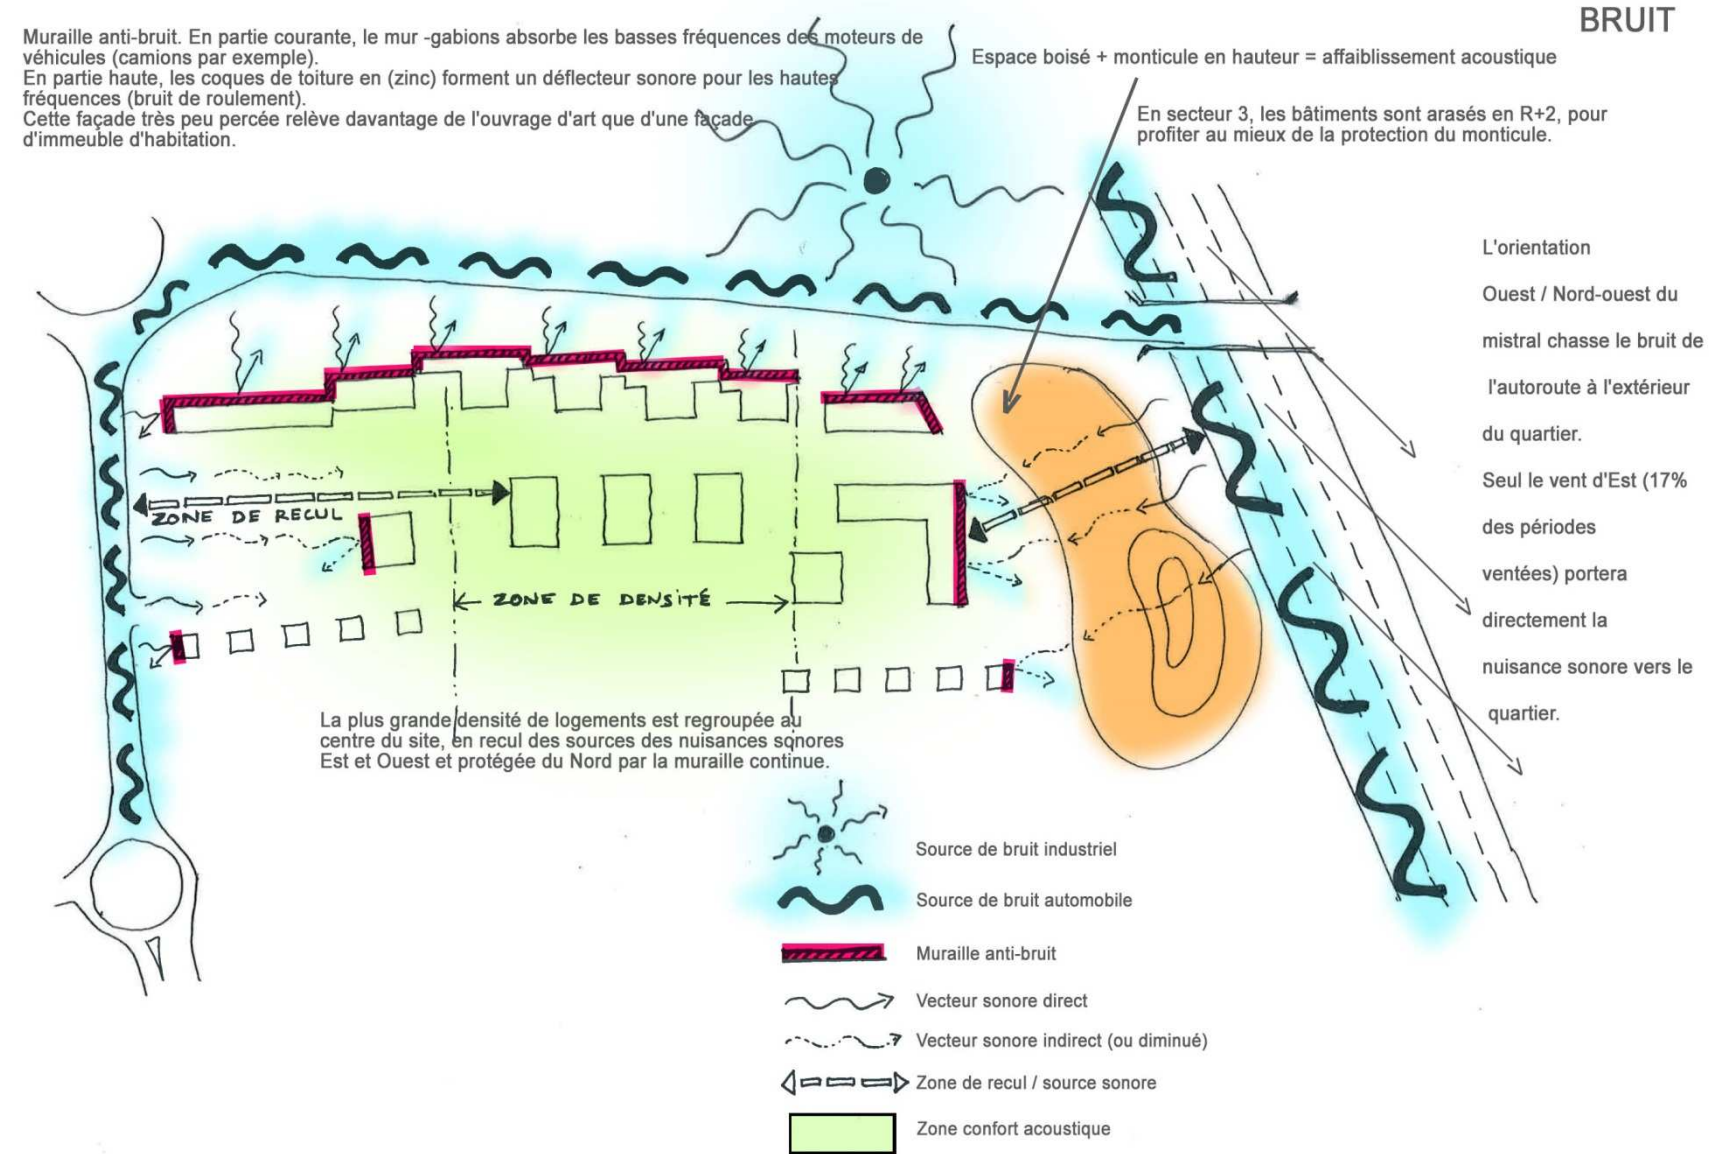 BRUIT
Muraille anti-bruit. En partie courante, le mur -gabions absorbe les basses fréquences des moteurs de
véhicules (camions par exemple).
En partie haute, les coques de toiture en (zinc) forment un déflecteur sonore pour les hautes
fréquences (bruit de roulement).
Cette façade très peu percée relève davantage de l'ouvrage d'art que d'une façade
d'immeuble d'habitation.
Espace boisé + monticule en hauteur = affaiblissement acoustique
En secteur 3, les bâtiments sont arasés en R+2, pour
profiter au mieux de la protection du monticule.
L'orientation
Ouest / Nord-ouest du
mistral chasse le bruit de
l'autoroute à l'extérieur
du quartier.
Seul le vent d'Est (17%
des périodes
ventées) portera
directement la
nuisance sonore vers le
quartier.
ZONE DE RECUL
ZONE DE DENSITÉ
La plus grande densité de logements est regroupée au
centre du site, en recul des sources des nuisances sonores
Est et Ouest et protégée du Nord par la muraille continue.
Source de bruit industriel
Source de bruit automobile
Muraille anti-bruit
Vecteur sonore direct
Vecteur sonore indirect (ou diminué)
Zone de recul / source sonore
Zone confort acoustique